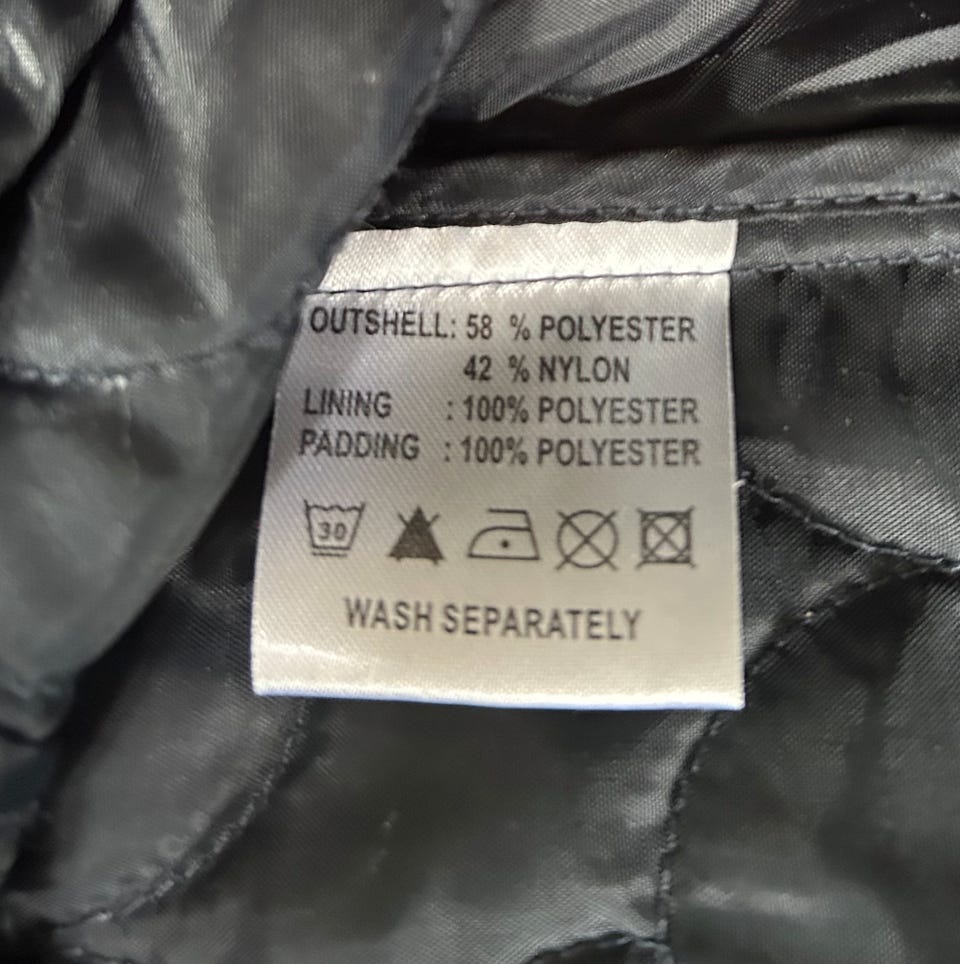 OUTSHELL: 58 % POLYESTER
42 % NYLON
LINING : 100% POLYESTER
PADDING : 100% POLYESTER
30
WASH SEPARATELY